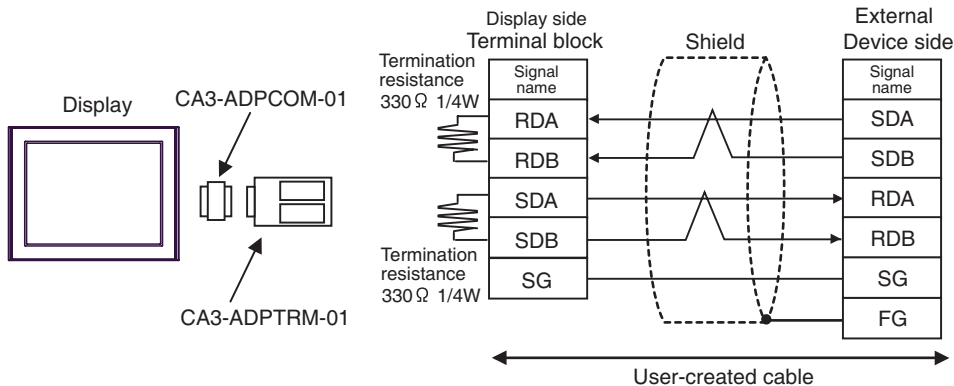 Display
CA3-ADPCOM-01
CA3-ADPTRM-01
Display side
Terminal block
Termination
resistance
330 Ω 1/4W
Termination
resistance
330 Ω 1/4W
Signal
name
RDA
RDB
SDA
SDB
SG
Shield
External
Device side
Signal
name
SDA
SDB
RDA
RDB
SG
FG
User-created cable